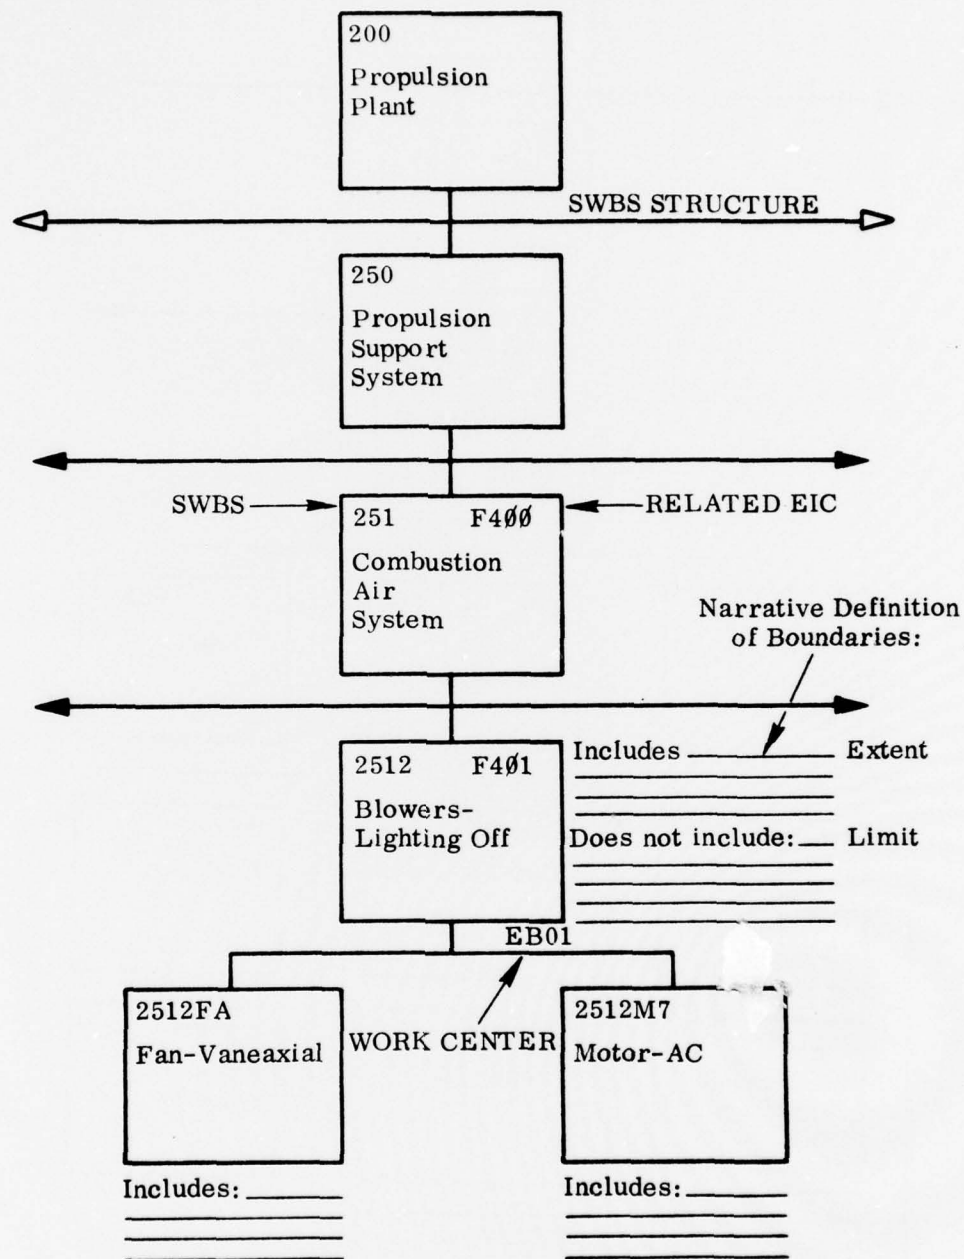 200
Propulsion
Plant
SWBS STRUCTURE
250
Propulsion
Support
System
SWBS
251 F4ØØ
RELATED EIC
Combustion
Air
System
Narrative Definition
of Boundaries:
2512 F4Ø1
Blowers-
Lighting Off
Includes Extent
Does not include: Limit
EB01
WORK CENTER
2512FA
Fan-Vaneaxial
2512M7
Motor-AC
Includes:
Includes: